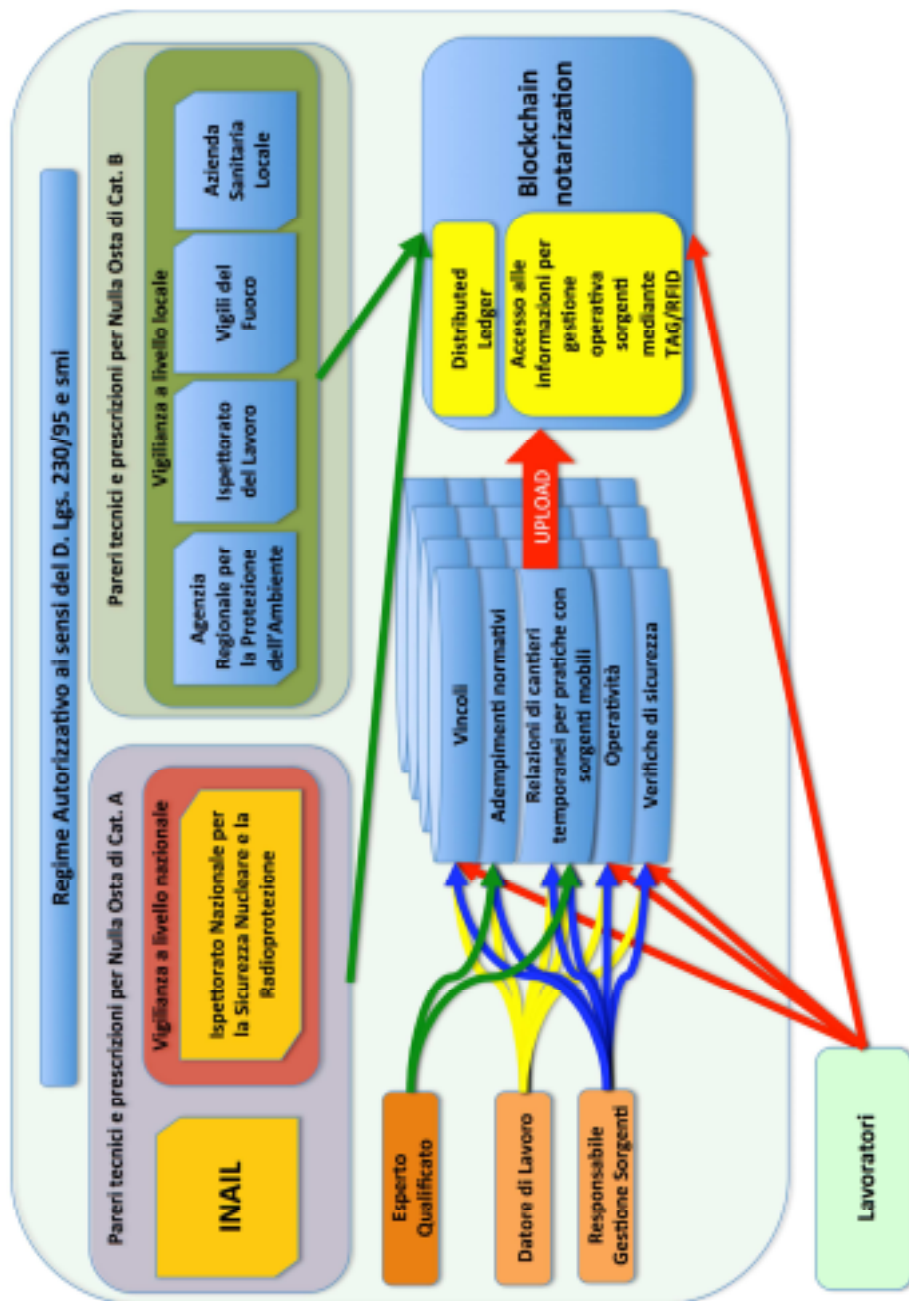 Regime Autorizzativo ai sensi del D. Lgs. 230/95 e smi
Pareri tecnici e prescrizioni per Nulla Osta di Cat. A
INAIL
Vigilianza a livello nazionale
Ispettorato Nazionale per
la Sicurezza Nucleare e la
Radioprotezione
Pareri tecnici e prescrizioni per Nulla Osta di Cat. B
Vigilianza a livello locale
Agenzia
Regionale per
la Protezione
dell'Ambiente
Ispettorato
del Lavoro
Vigili del
Fuoco
Azienda
Sanitaria
Locale
Esperto
Qualificato
Datore di Lavoro
Responsabile
Gestione Sorgenti
Vincoli
Adempimenti normativi
Relazioni di cantieri
temporanei per pratiche con
sorgenti mobili
Operatività
Verifiche di sicurezza
UPLOAD
Distributed
Ledger
Accesso alle
informazioni per
gestione
operativa
sorgenti
mediante
TAG/RFID
Blockchain
notarization
Lavoratori